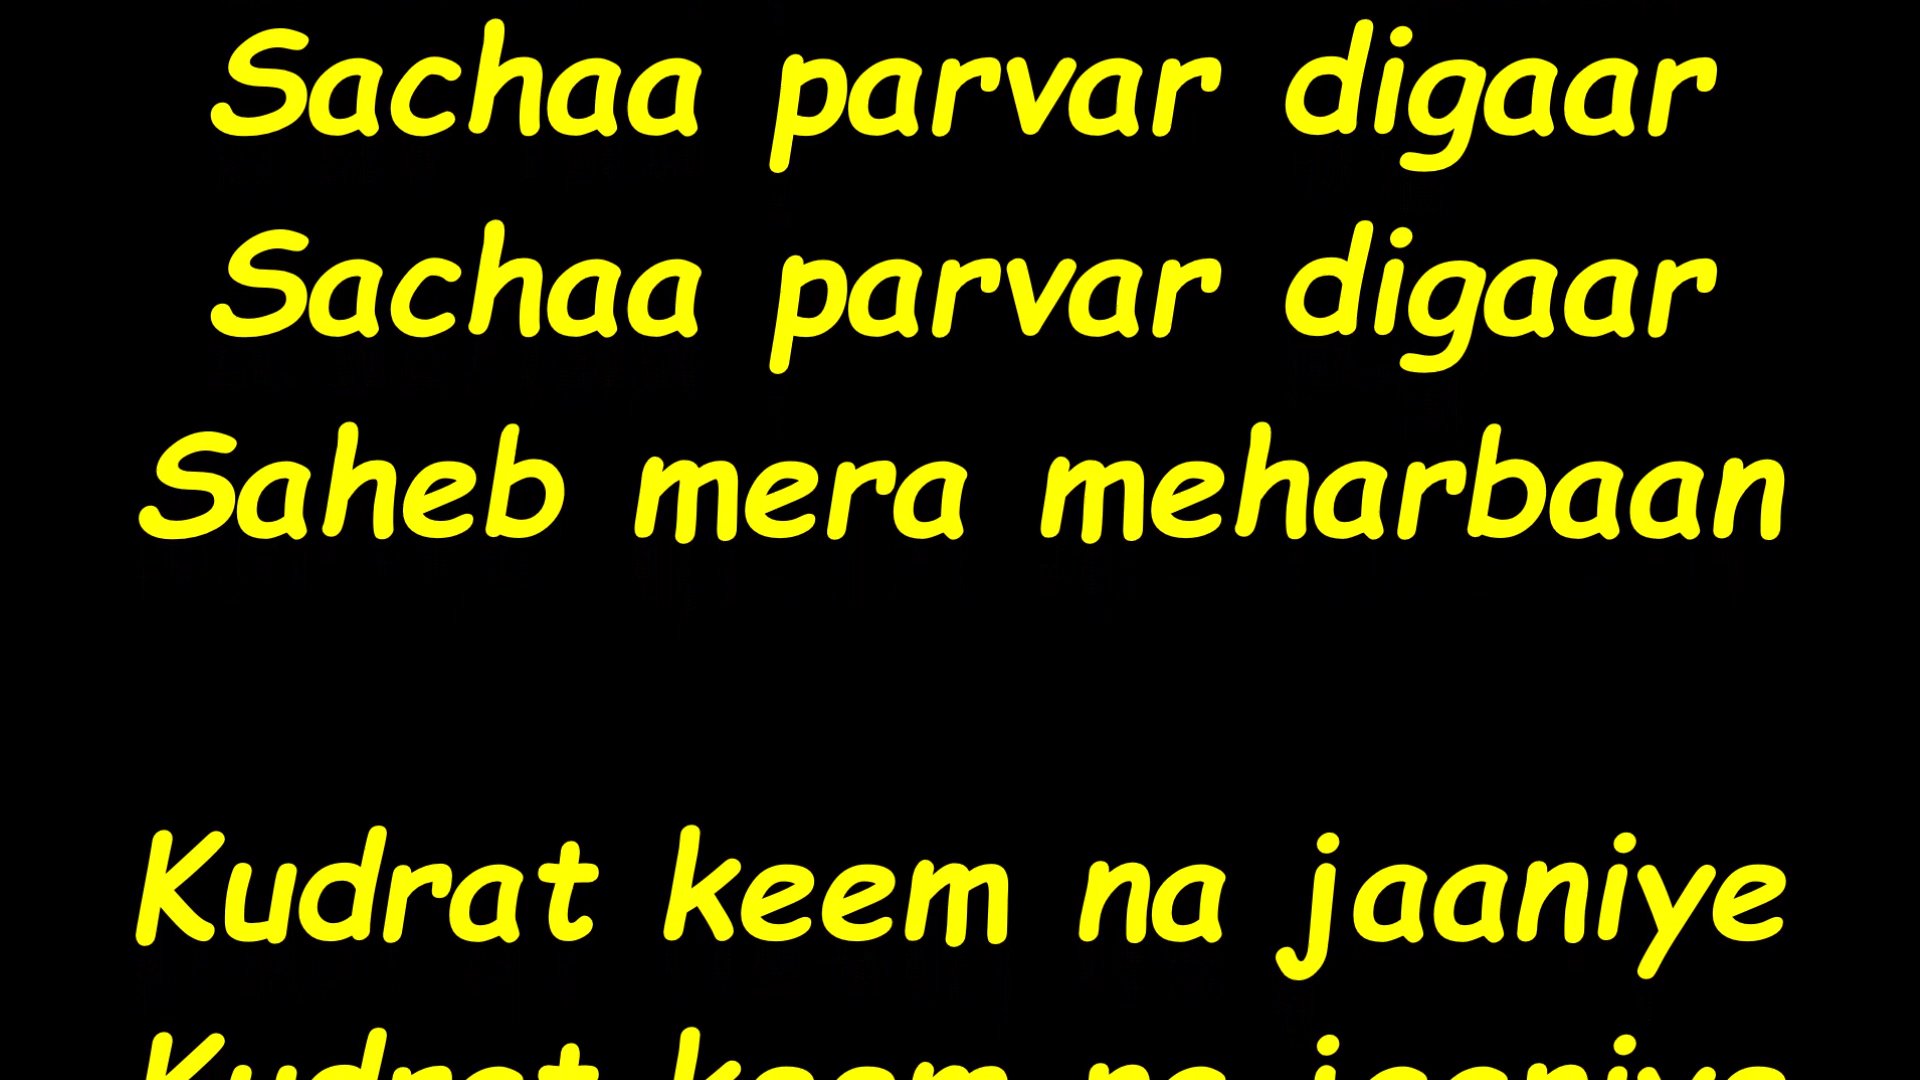 Sachaa parvar digaar
Sachaa parvar digaar
Saheb mera meharbaan
Kudrat keem na jaaniye
Kudrat keem na jaaniye